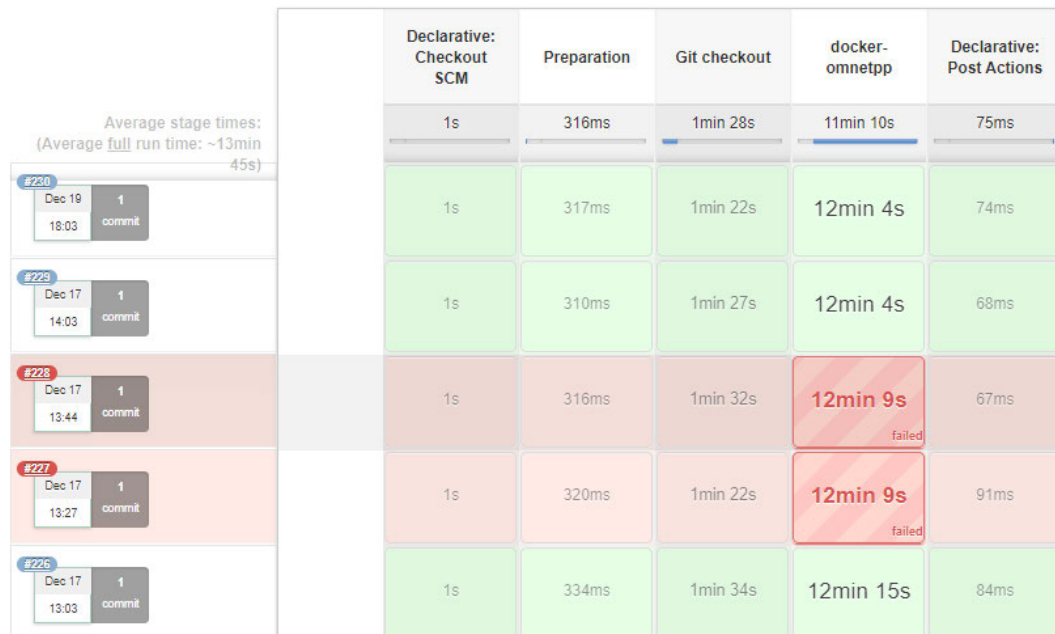 Declarative:
Checkout
SCM
Preparation
Git checkout
docker-
omnetpp
Declarative:
Post Actions
Average stage times:
(Average full run time: ~13min
45s)
1s
316ms
1min 28s
11min 10s
75ms
#230
Dec 19
18:03
1
commit
1s
317ms
1min 22s
12min 4s
74ms
#229
Dec 17
14:03
1
commit
1s
310ms
1min 27s
12min 4s
68ms
#228
Dec 17
13:44
1
commit
1s
316ms
1min 32s
12min 9s
failed
67ms
#227
Dec 17
13:27
1
commit
1s
320ms
1min 22s
12min 9s
failed
91ms
#226
Dec 17
13:03
1
commit
1s
334ms
1min 34s
12min 15s
84ms